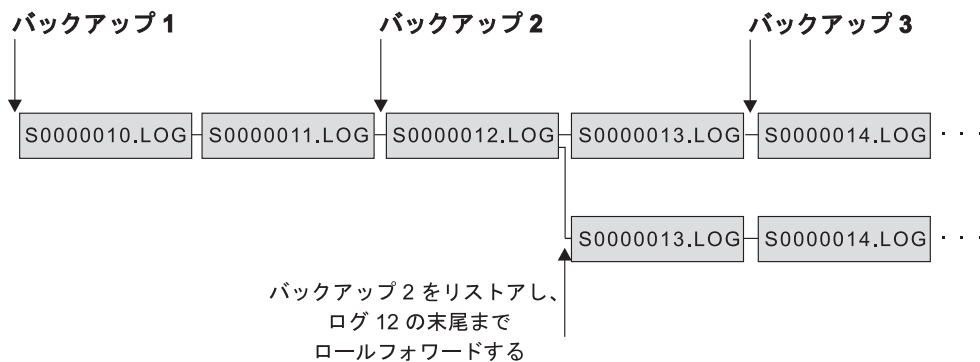 バックアップ 1 バックアップ 2 バックアップ 3
S0000010.LOG S0000011.LOG S0000012.LOG S0000013.LOG S0000014.LOG ・・・
S0000013.LOG S0000014.LOG ・・・
バックアップ 2 をリストアし、
ログ 12 の末尾まで
ロールフォワードする